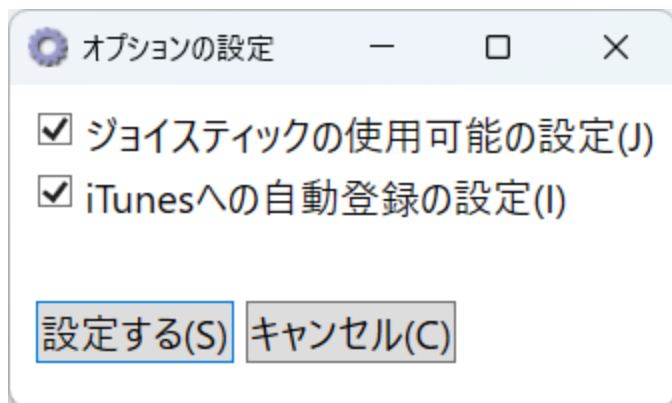 オプションの設定
ジョイスティックの使用可能の設定(J)
iTunesへの自動登録の設定(I)
設定する(S) キャンセル(C)